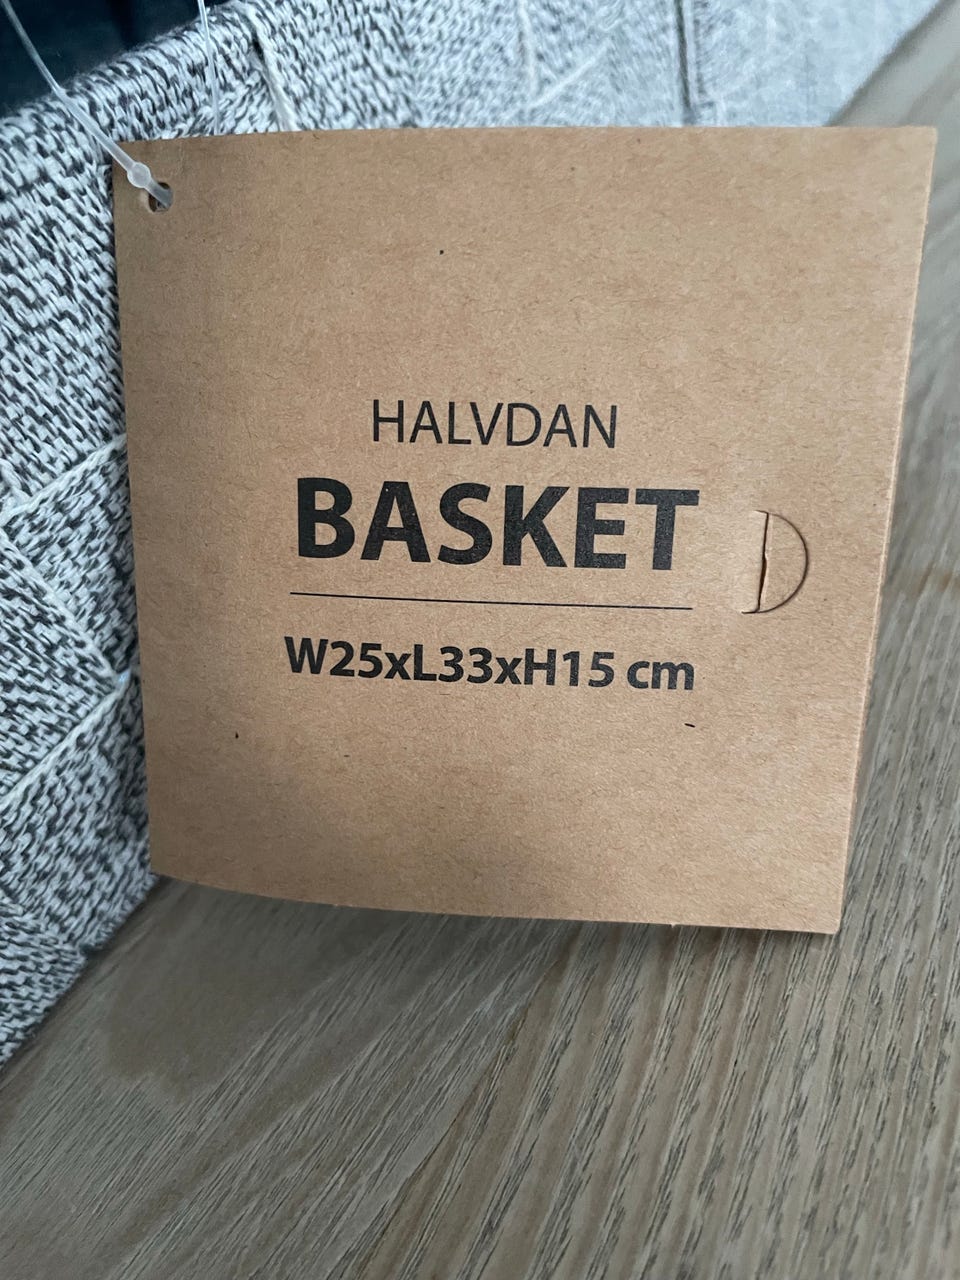 HALVDAN
BASKET
W25xL33xH15 cm